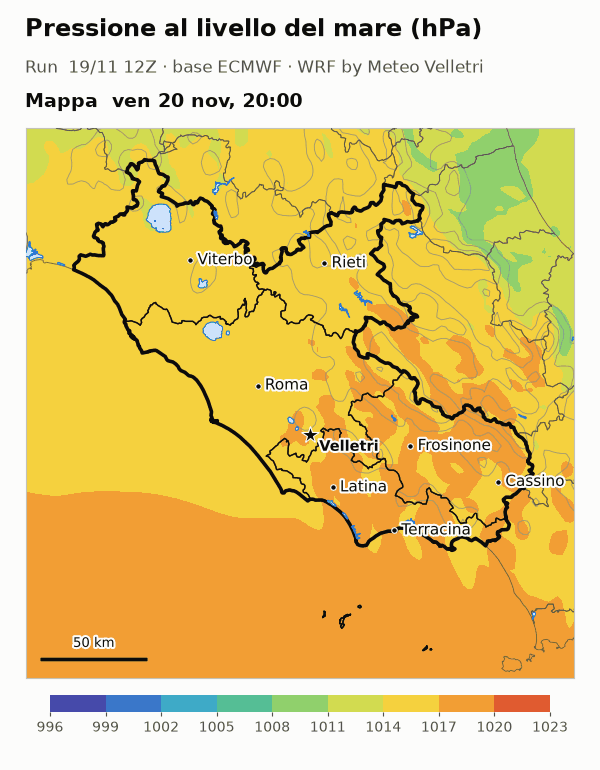 Pressione al livello del mare (hPa)
Run  19/11 12Z · base ECMWF · WRF by Meteo Velletri
Mappa  ven 20 nov, 20:00
Viterbo
Rieti
Roma
Velletri
Frosinone
Cassino
Latina
Terracina
50 km
996 999 1002 1005 1008 1011 1014 1017 1020 1023